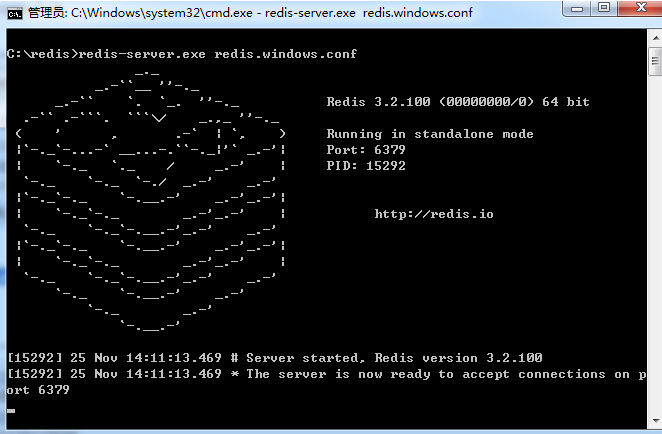 管理员: C:\Windows\system32\cmd.exe - redis-server.exe  redis.windows.conf
C:\redis>redis-server.exe redis.windows.conf
Redis 3.2.100 (00000000/0) 64 bit
Running in standalone mode
Port: 6379
PID: 15292
http://redis.io
[15292] 25 Nov 14:11:13.469 # Server started, Redis version 3.2.100
[15292] 25 Nov 14:11:13.469 * The server is now ready to accept connections on p
ort 6379